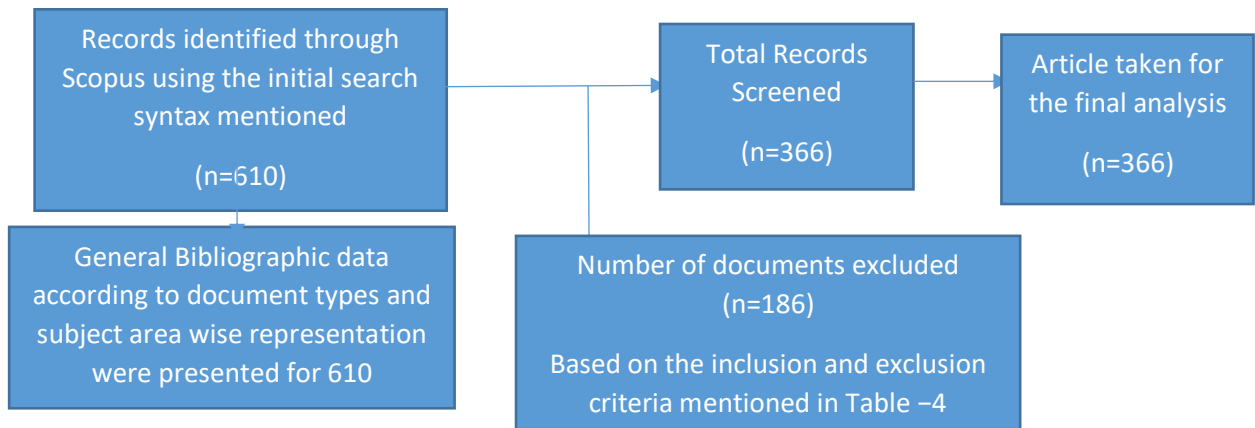 Records identified through
Scopus using the initial search
syntax mentioned
(n=610)
General Bibliographic data
according to document types and
subject area wise representation
were presented for 610
Total Records
Screened
(n=366)
Article taken for
the final analysis
(n=366)
Number of documents excluded
(n=186)
Based on the inclusion and exclusion
criteria mentioned in Table −4